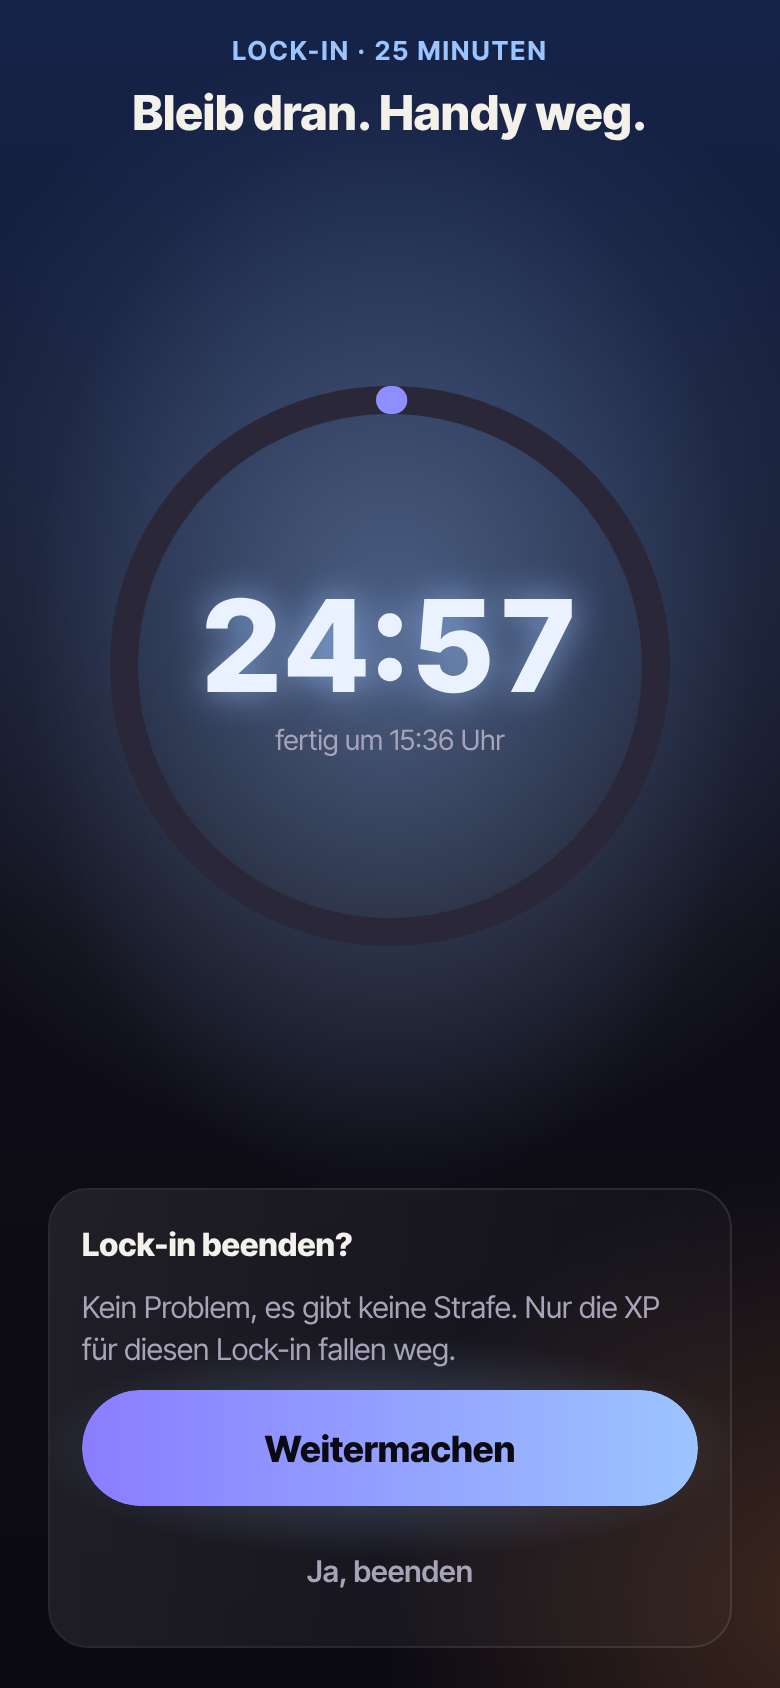 LOCK-IN · 25 MINUTEN
Bleib dran. Handy weg.
24:57
fertig um 15:36 Uhr
Lock-in beenden?
Kein Problem, es gibt keine Strafe. Nur die XP
für diesen Lock-in fallen weg.
Weitermachen
Ja, beenden